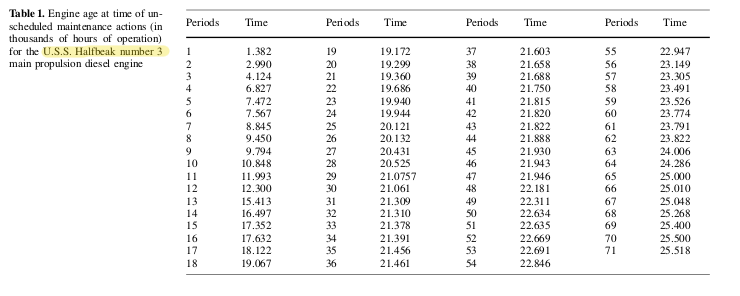 Table 1. Engine age at time of un-
scheduled maintenance actions (in
thousands of hours of operation)
for the U.S.S. Halfbeak number 3
main propulsion diesel engine
Periods Time Periods Time Periods Time Periods Time
1 1.382 19 19.172 37 21.603 55 22.947
2 2.990 20 19.299 38 21.658 56 23.149
3 4.124 21 19.360 39 21.688 57 23.305
4 6.827 22 19.686 40 21.750 58 23.491
5 7.472 23 19.940 41 21.815 59 23.526
6 7.567 24 19.944 42 21.820 60 23.774
7 8.845 25 20.121 43 21.822 61 23.791
8 9.450 26 20.132 44 21.888 62 23.822
9 9.794 27 20.431 45 21.930 63 24.006
10 10.848 28 20.525 46 21.943 64 24.286
11 11.993 29 21.0757 47 21.946 65 25.000
12 12.300 30 21.061 48 22.181 66 25.010
13 15.413 31 21.309 49 22.311 67 25.048
14 16.497 32 21.310 50 22.634 68 25.268
15 17.352 33 21.378 51 22.635 69 25.400
16 17.632 34 21.391 52 22.669 70 25.500
17 18.122 35 21.456 53 22.691 71 25.518
18 19.067 36 21.461 54 22.846